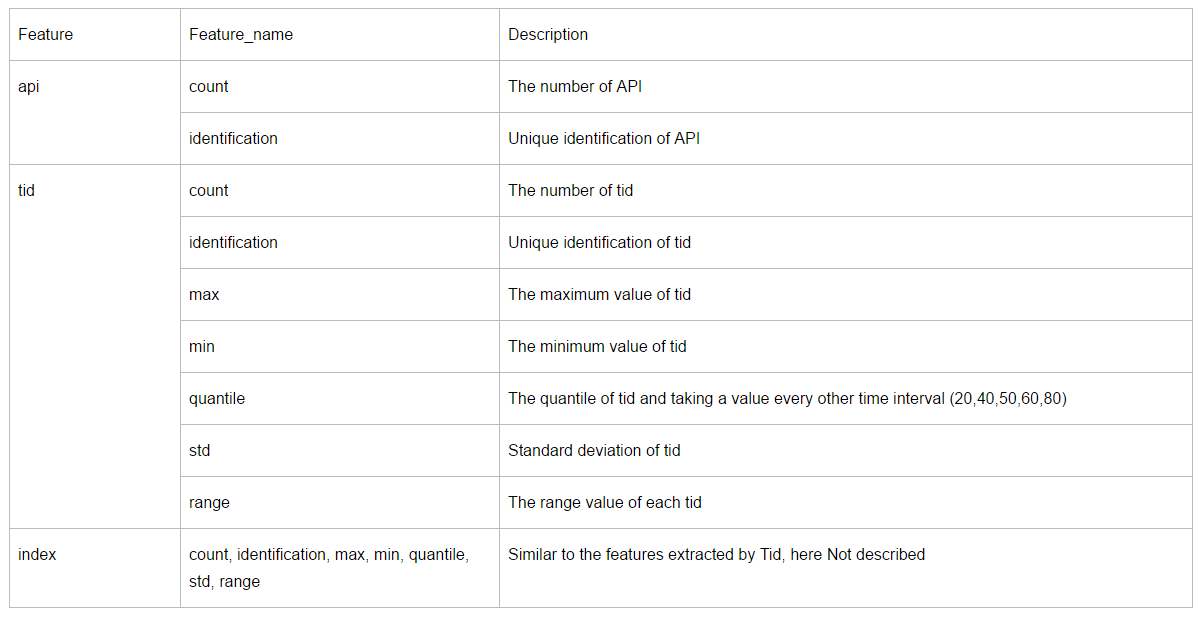 Feature Feature_name Description
api count The number of API
identification Unique identification of API
tid count The number of tid
identification Unique identification of tid
max The maximum value of tid
min The minimum value of tid
quantile The quantile of tid and taking a value every other time interval (20,40,50,60,80)
std Standard deviation of tid
range The range value of each tid
index count, identification, max, min, quantile, Similar to the features extracted by Tid, here Not described
std, range